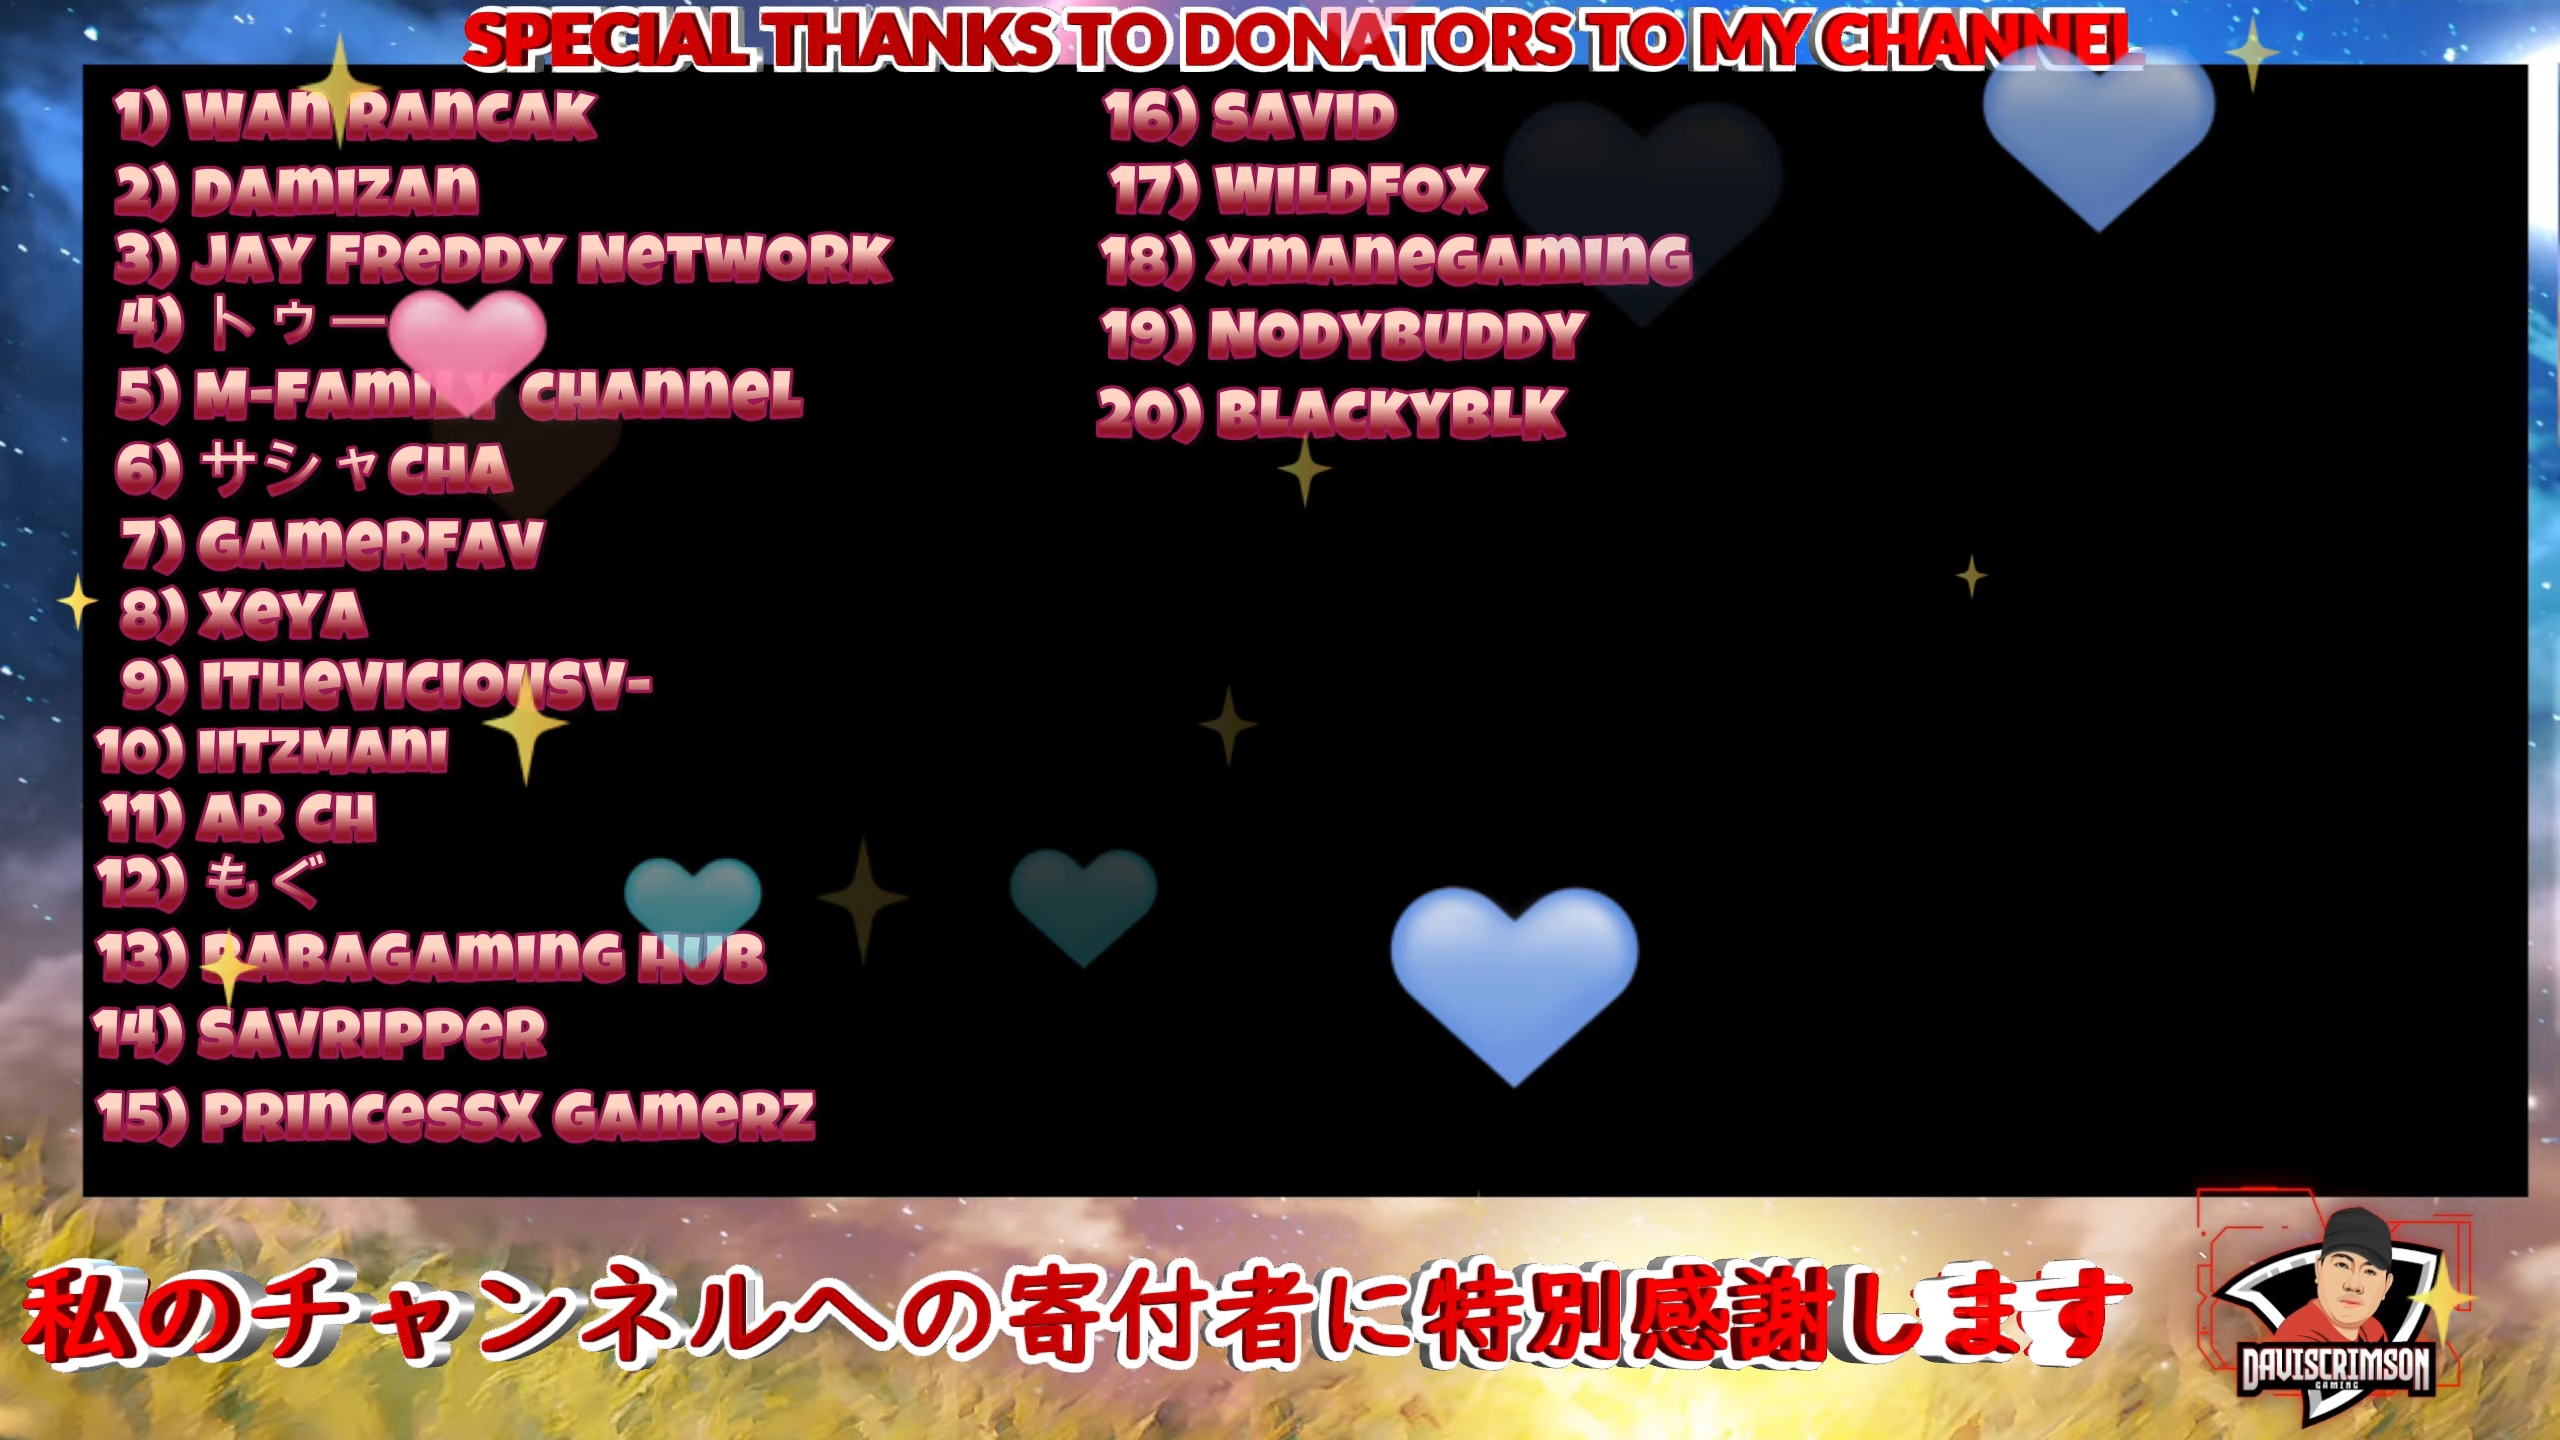 SPECIAL THANKS TO DONATORS TO MY CHANNEL
1) WAN RANCAK
2) DAMIZAN
3) JAY FREDDY NETWORK
4) トゥー
5) M-FAMILY CHANNEL
6) サシャCHA
7) GAMERFAV
8) XEYA
9) ITHEVICIOUSV-
10) IITZMANI
11) AR CH
12) もぐ
13) BABAGAMING HUB
14) SAVRIPPER
15) PRINCESSX GAMERZ
16) SAVID
17) WILDFOX
18) XMANEGAMING
19) NODYBUDDY
20) BLACKYBLK
私のチャンネルへの寄付者に特別感謝します
DAVISCRIMSON
GAMING